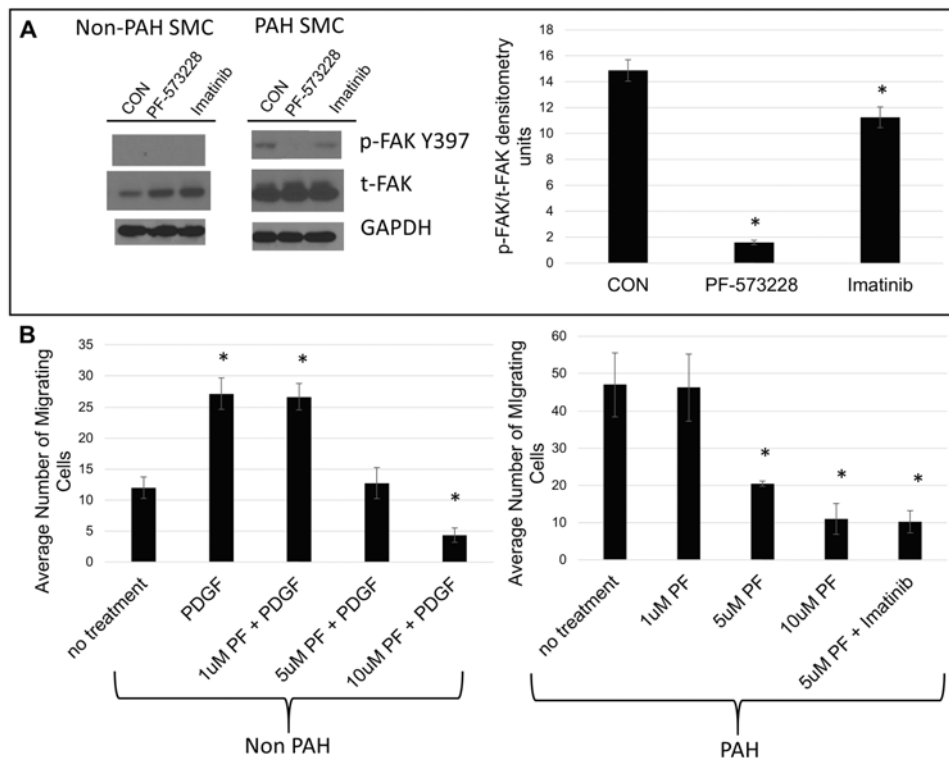 A
Non-PAH SMC
PAH SMC
CON
PF-573228
Imatinib
CON
PF-573228
Imatinib
p-FAK Y397
t-FAK
GAPDH
p-FAK/t-FAK densitometry
units
18
16
14
12
10
8
6
4
2
0
*
*
CON
PF-573228
Imatinib
B
Average Number of Migrating
Cells
35
30
25
20
15
10
5
0
*
*
*
no treatment
PDGF
1uM PF + PDGF
5uM PF + PDGF
10uM PF + PDGF
Non PAH
Average Number of MIgrating
Cells
60
50
40
30
20
10
0
*
*
*
no treatment
1uM PF
5uM PF
10uM PF
5uM PF + Imatinib
PAH